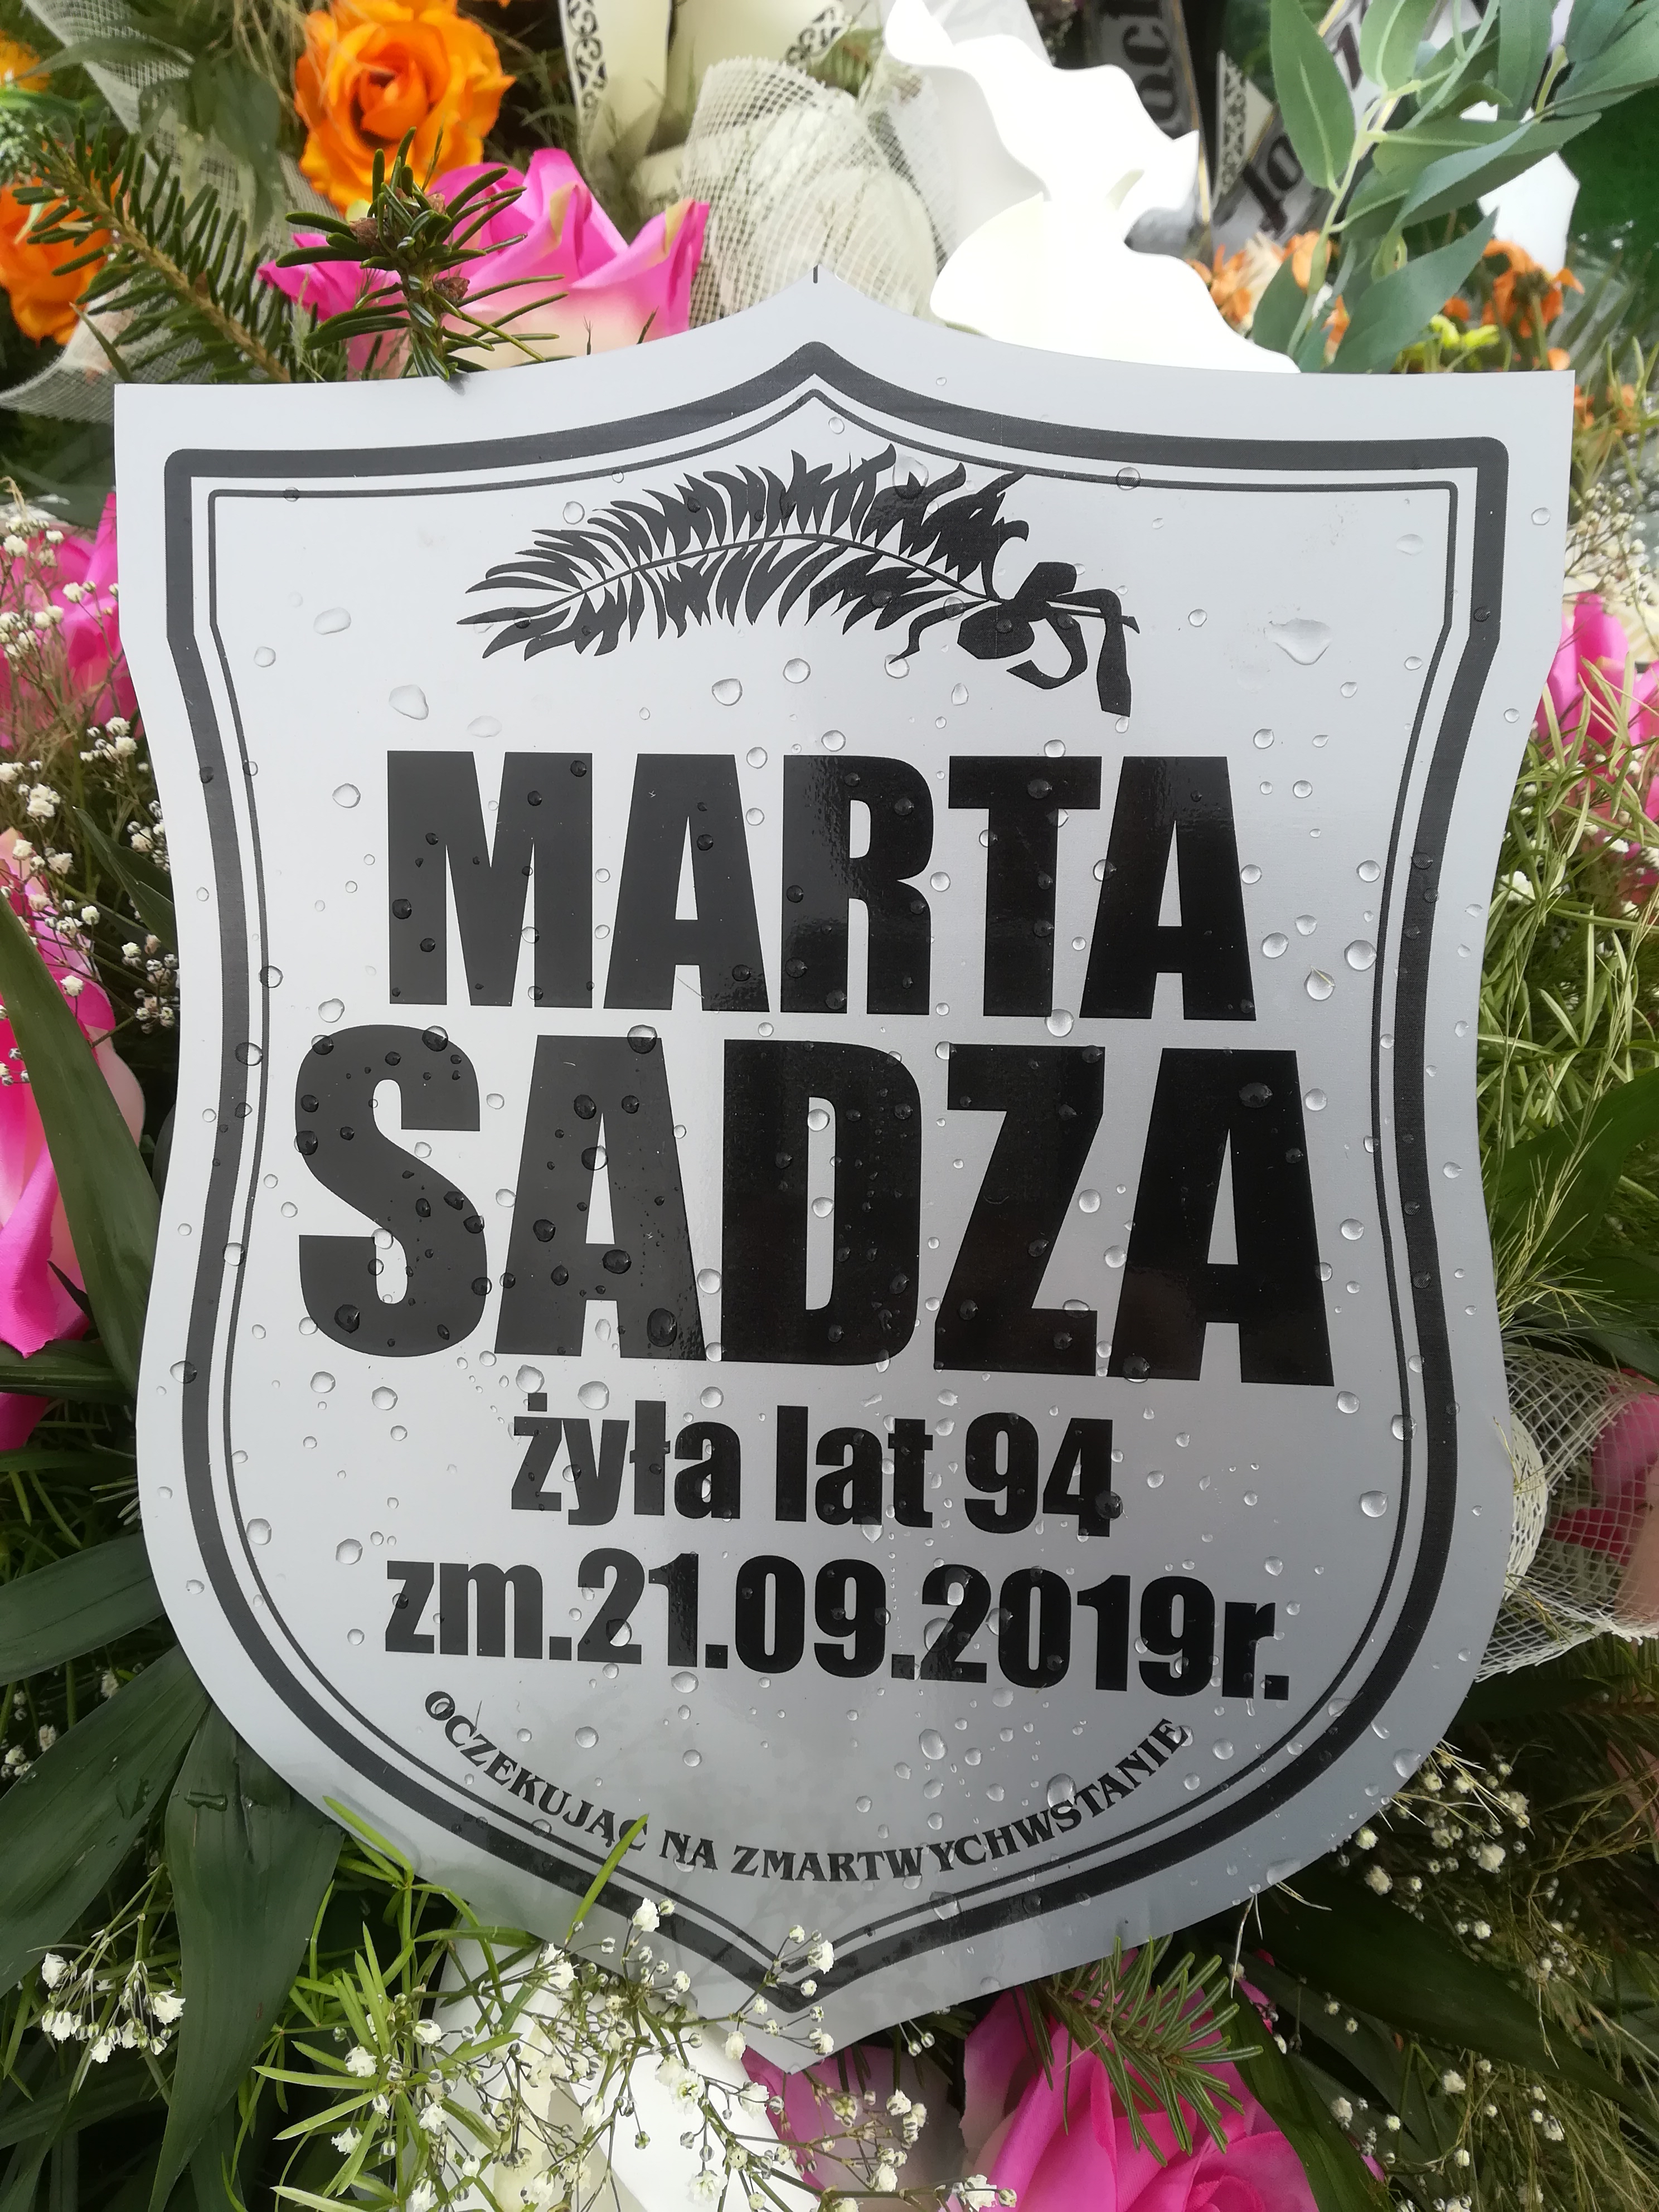 MARTA
SADZA
żyła lat 94
zm.21.09.2019r.
OCZEKUJĄC NA ZMARTWYCHWSTANIE